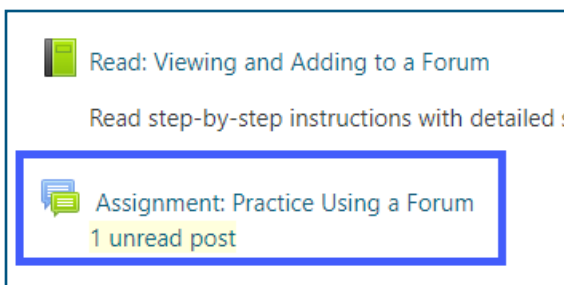 Read: Viewing and Adding to a Forum
Read step-by-step instructions with detailed
Assignment: Practice Using a Forum
1 unread post